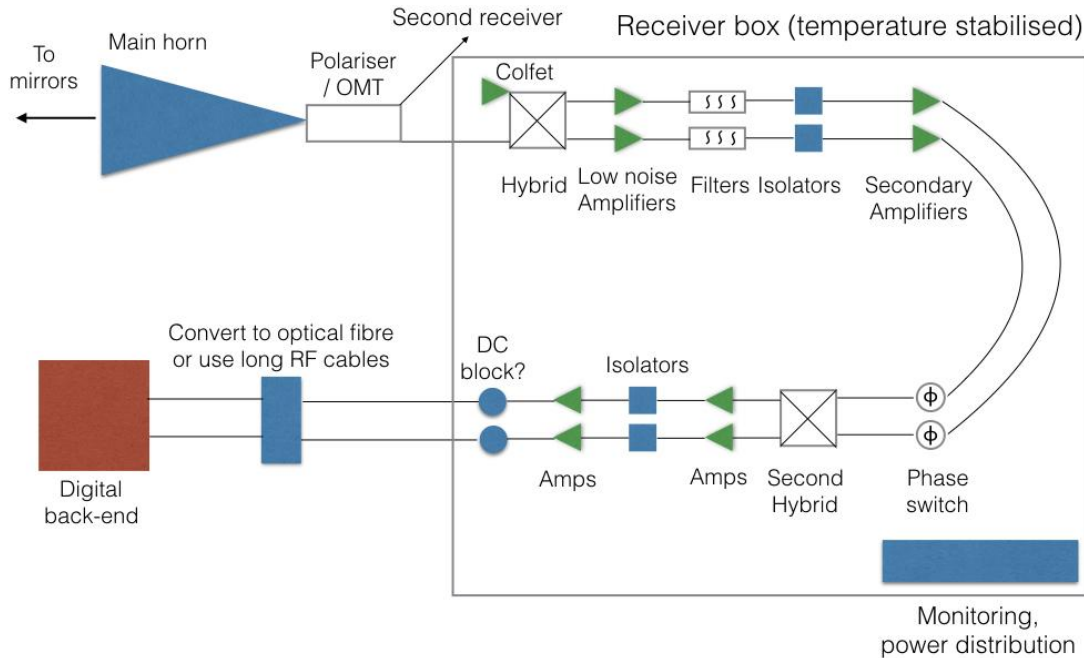 Second receiver
Receiver box (temperature stabilised)
Main horn
To
mirrors
Polariser
/ OMT
Colfet
Hybrid
Low noise
Amplifiers
Filters
Isolators
Secondary
Amplifiers
Convert to optical fibre
or use long RF cables
DC
block?
Isolators
ϕ
ϕ
Digital
back-end
Amps
Amps
Second
Hybrid
Phase
switch
Monitoring,
power distribution